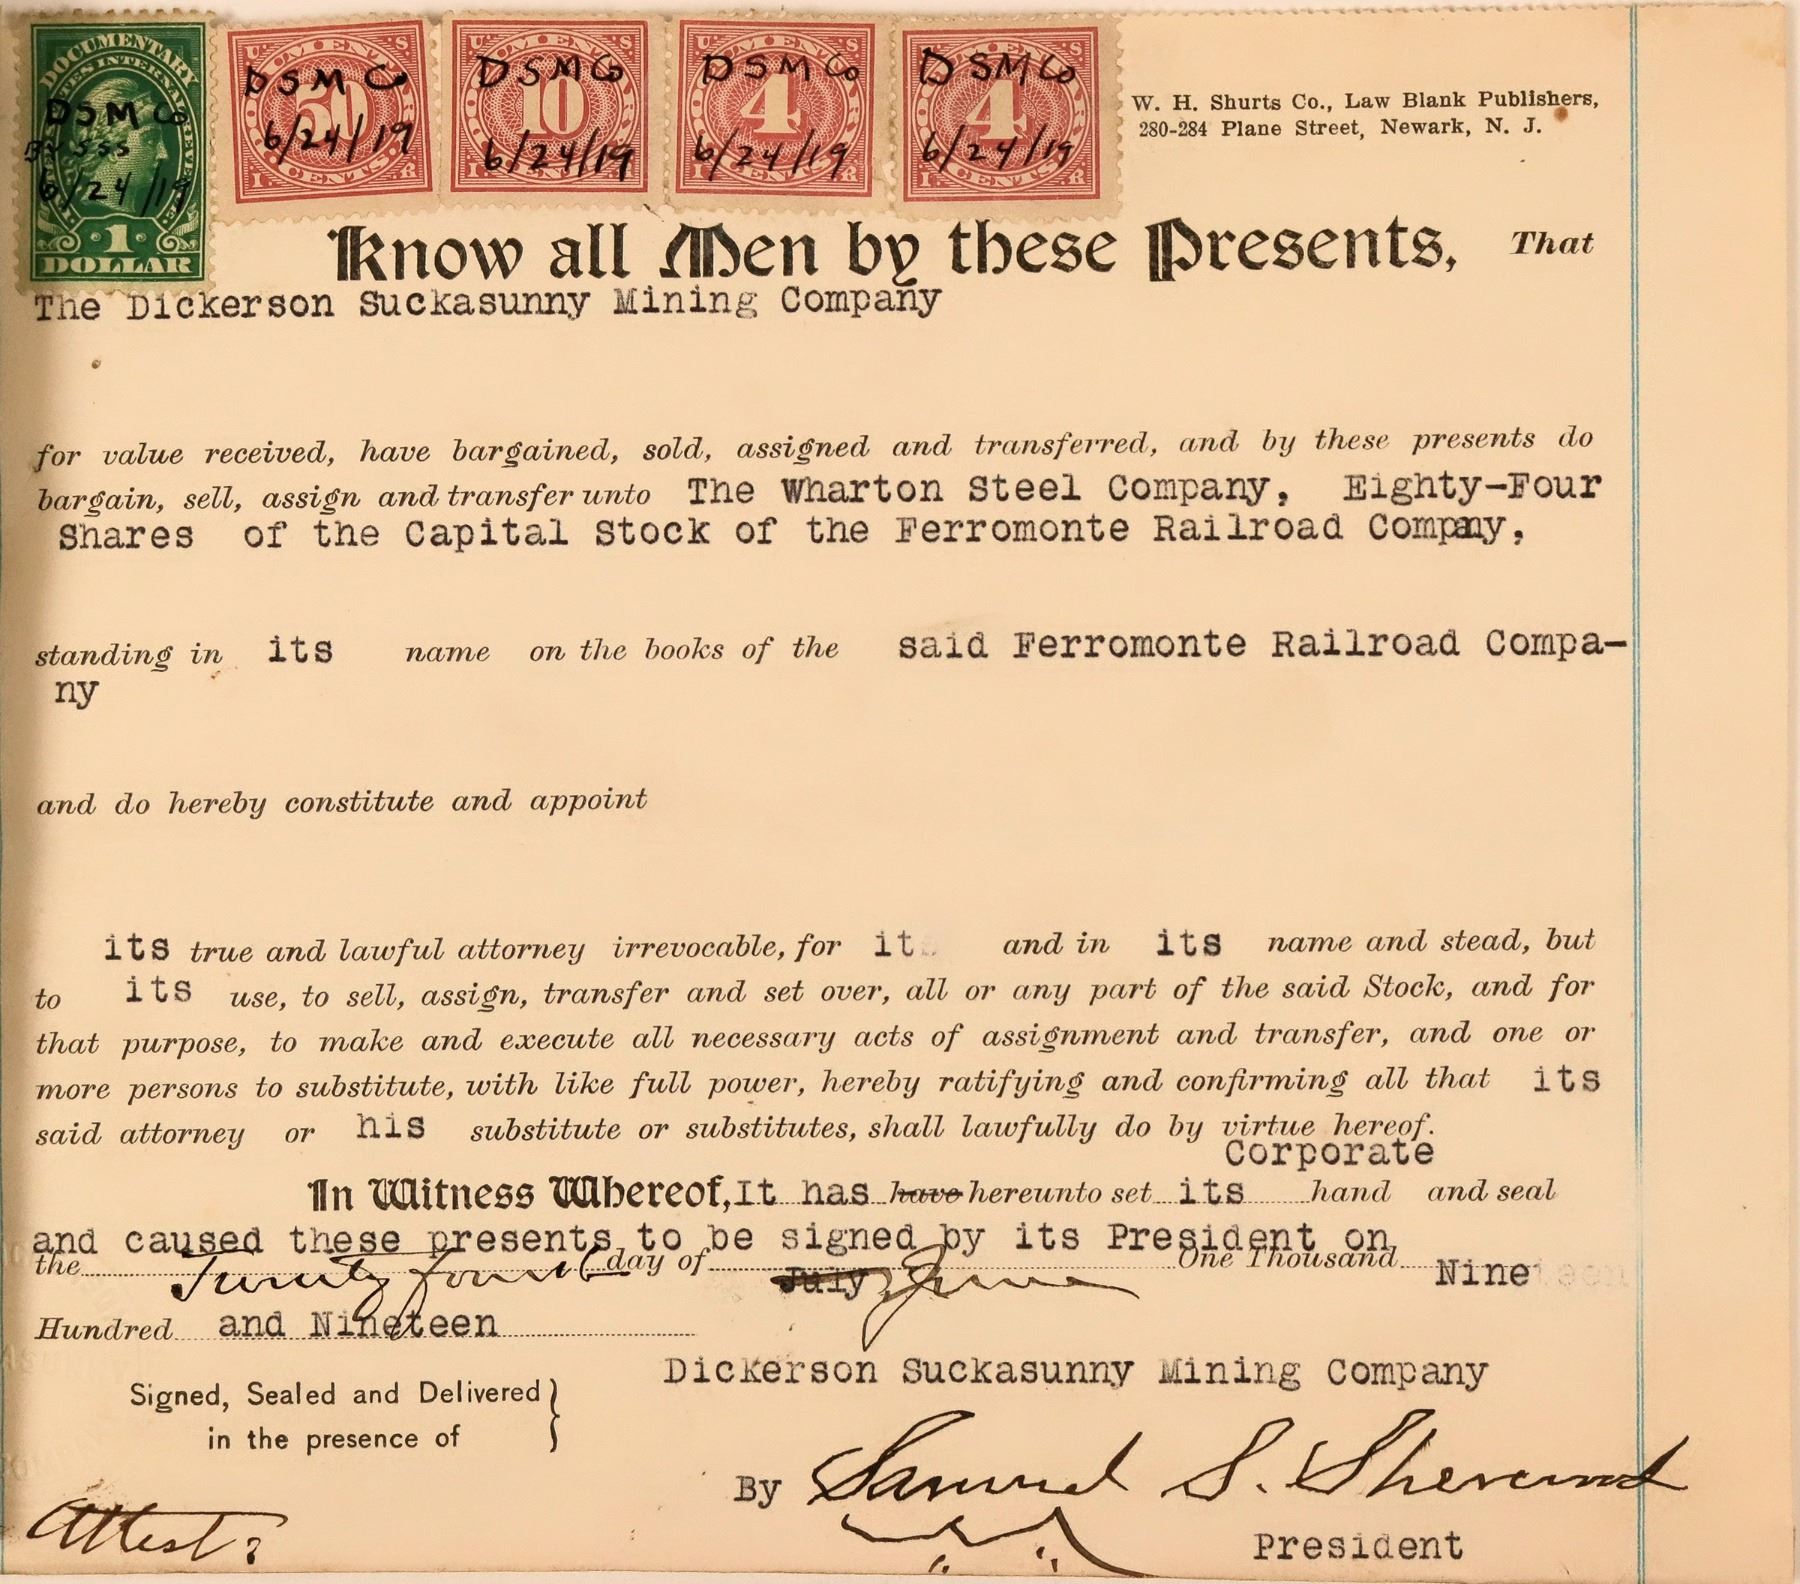 DOCUMENTARY
DSMCo
By SSS
6/24/19
1
DOLLAR
DSMCo
50
6/24/19
CENTS
DSMCo
10
6/24/19
CENTS
DSMCo
4
6/24/19
CENTS
DSMCo
4
6/24/19
CENTS
W. H. Shurts Co., Law Blank Publishers,
280-284 Plane Street, Newark, N. J.
Know all Men by these Presents, That
The Dickerson Suckasunny Mining Company
for value received, have bargained, sold, assigned and transferred, and by these presents do
bargain, sell, assign and transfer unto The Wharton Steel Company, Eighty-Four
Shares of the Capital Stock of the Ferromonte Railroad Company,
standing in its name on the books of the said Ferromonte Railroad Compa-
ny
and do hereby constitute and appoint
its true and lawful attorney irrevocable, for its and in its name and stead, but
to its use, to sell, assign, transfer and set over, all or any part of the said Stock, and for
that purpose, to make and execute all necessary acts of assignment and transfer, and one or
more persons to substitute, with like full power, hereby ratifying and confirming all that its
said attorney or his substitute or substitutes, shall lawfully do by virtue hereof.
Corporate
In Witness Whereof, It has have hereunto set its hand and seal
and caused these presents to be signed by its President on
the Twenty fourth day of July June One Thousand Nineteen
Hundred and Nineteen
Dickerson Suckasunny Mining Company
Signed, Sealed and Delivered
in the presence of
By Samuel S. Sherwood
Attest:
President